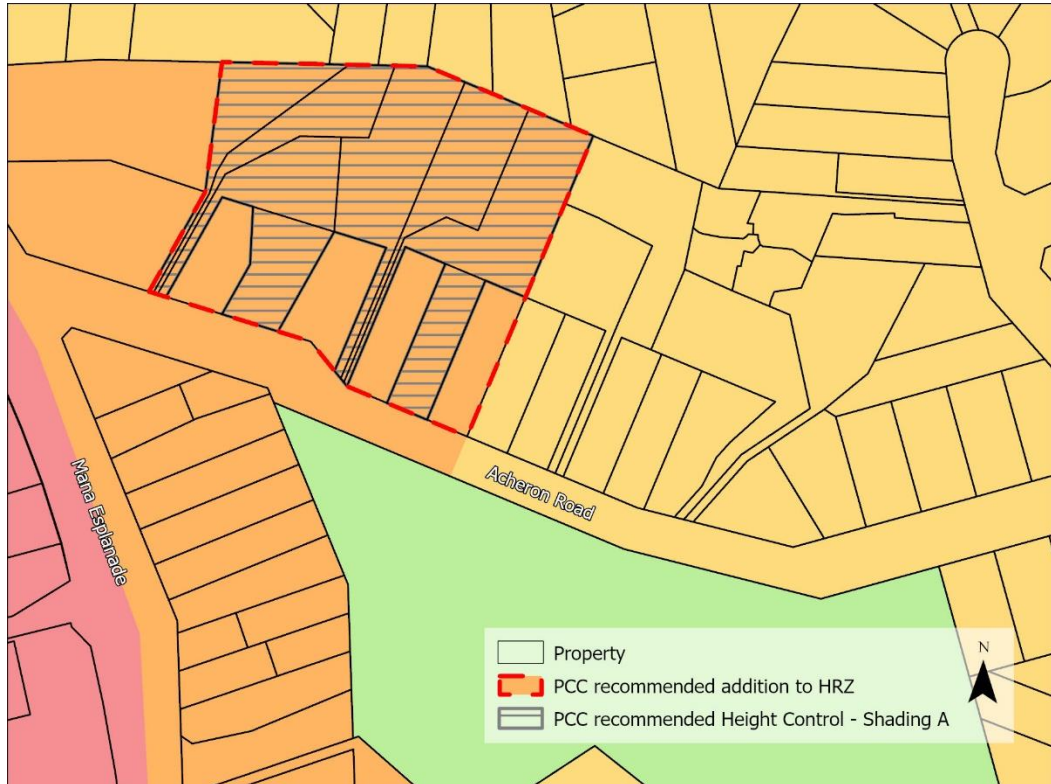 Mana Esplanade
Acheron Road
Property
PCC recommended addition to HRZ
PCC recommended Height Control - Shading A
N